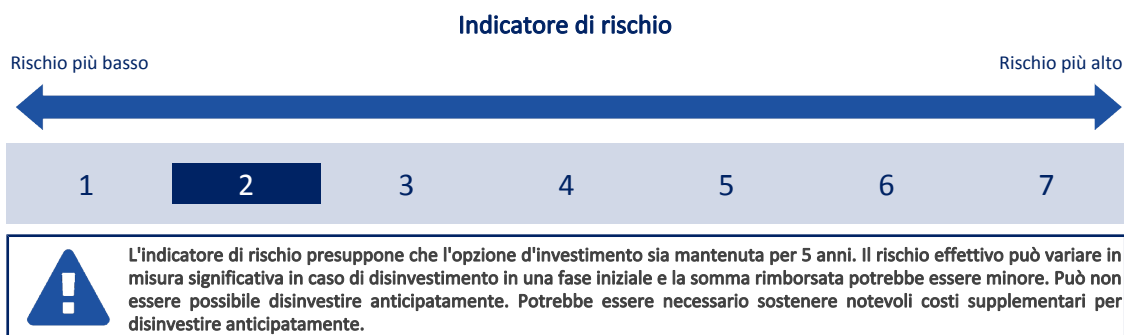 Indicatore di rischio
Rischio più basso
Rischio più alto
1 2 3 4 5 6 7
L'indicatore di rischio presuppone che l'opzione d'investimento sia mantenuta per 5 anni. Il rischio effettivo può variare in
misura significativa in caso di disinvestimento in una fase iniziale e la somma rimborsata potrebbe essere minore. Può non
essere possibile disinvestire anticipatamente. Potrebbe essere necessario sostenere notevoli costi supplementari per
disinvestire anticipatamente.